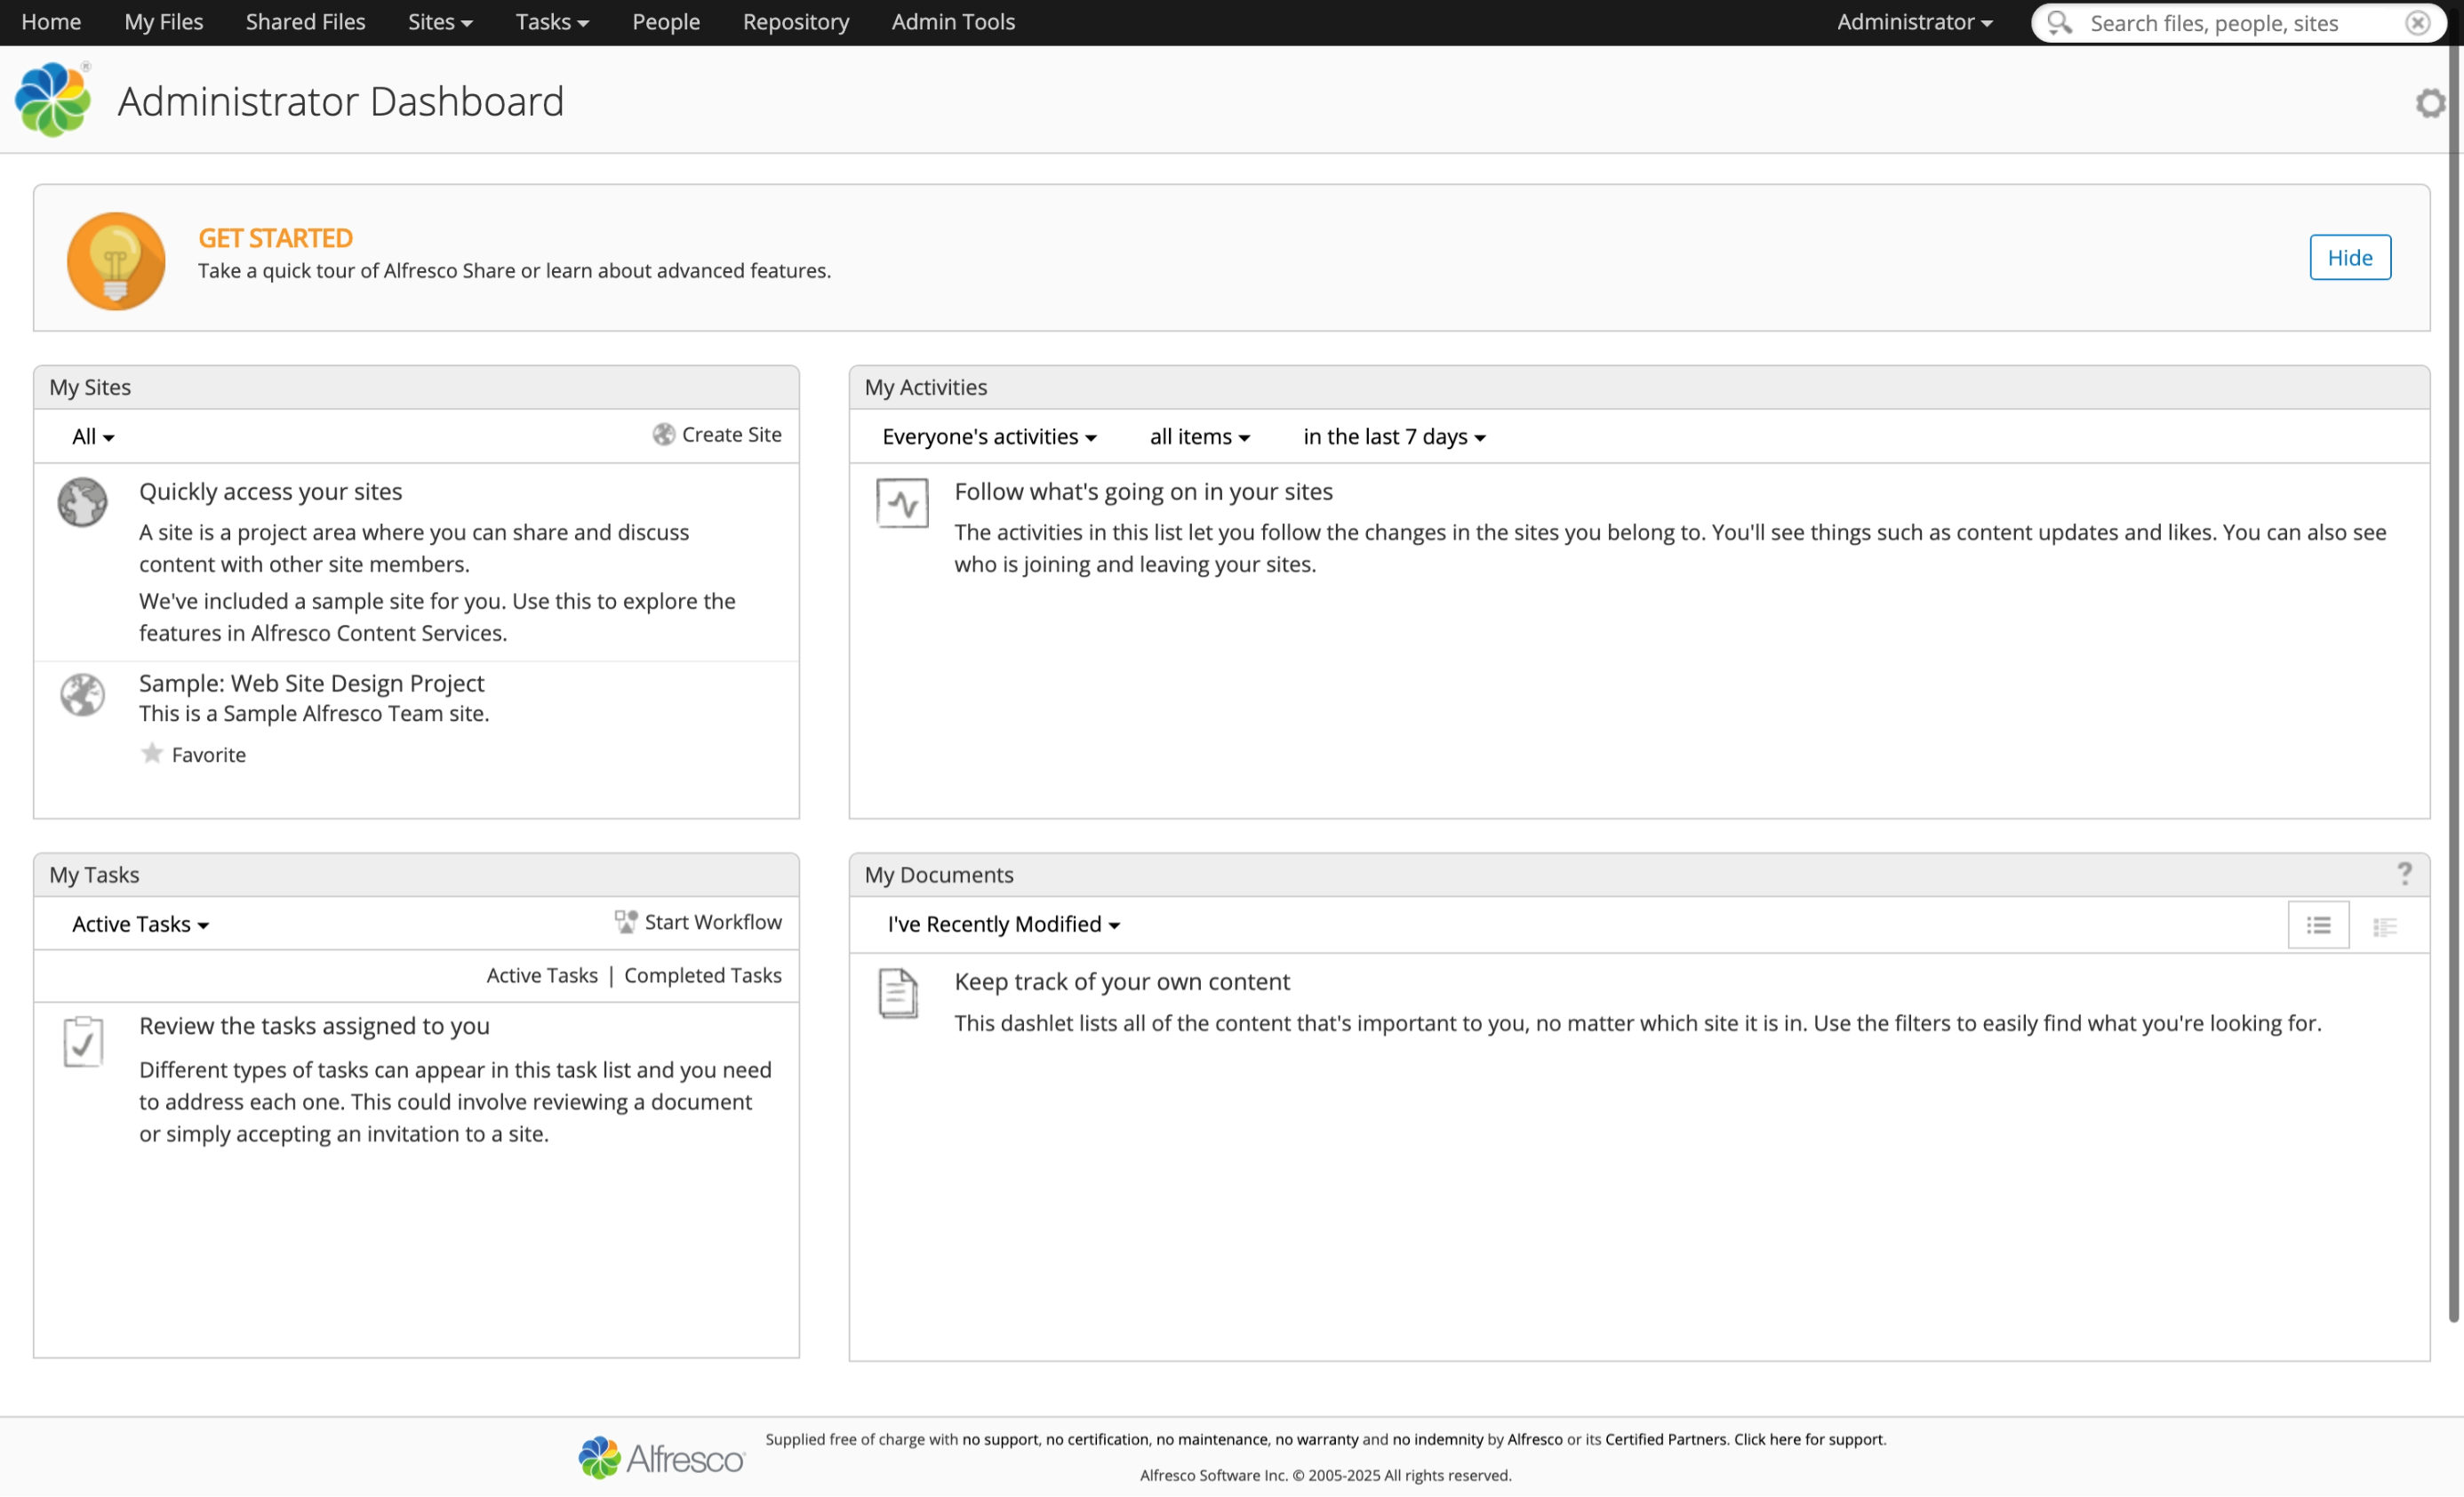 Home My Files Shared Files Sites Tasks People Repository Admin Tools Administrator Search files, people, sites
Administrator Dashboard
GET STARTED
Take a quick tour of Alfresco Share or learn about advanced features.
Hide
My Sites
All Create Site
Quickly access your sites
A site is a project area where you can share and discuss
content with other site members.
We've included a sample site for you. Use this to explore the
features in Alfresco Content Services.
Sample: Web Site Design Project
This is a Sample Alfresco Team site.
Favorite
My Activities
Everyone's activities all items in the last 7 days
Follow what's going on in your sites
The activities in this list let you follow the changes in the sites you belong to. You'll see things such as content updates and likes. You can also see
who is joining and leaving your sites.
My Tasks
Active Tasks Start Workflow
Active Tasks | Completed Tasks
Review the tasks assigned to you
Different types of tasks can appear in this task list and you need
to address each one. This could involve reviewing a document
or simply accepting an invitation to a site.
My Documents ?
I've Recently Modified
Keep track of your own content
This dashlet lists all of the content that's important to you, no matter which site it is in. Use the filters to easily find what you're looking for.
Alfresco
Supplied free of charge with no support, no certification, no maintenance, no warranty and no indemnity by Alfresco or its Certified Partners. Click here for support.
Alfresco Software Inc. © 2005-2025 All rights reserved.